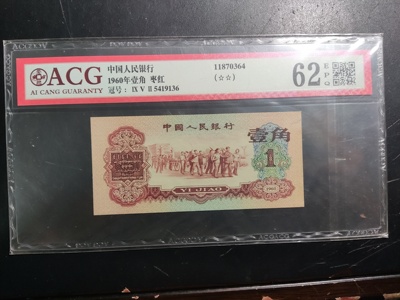 ACG
AI CANG GUARANTY
中国人民银行
1960年壹角 枣红
冠号: IX V II 5419136
11870364
(☆☆)
62 EPQ
中国人民银行
壹角
1
YI JIAO
1960